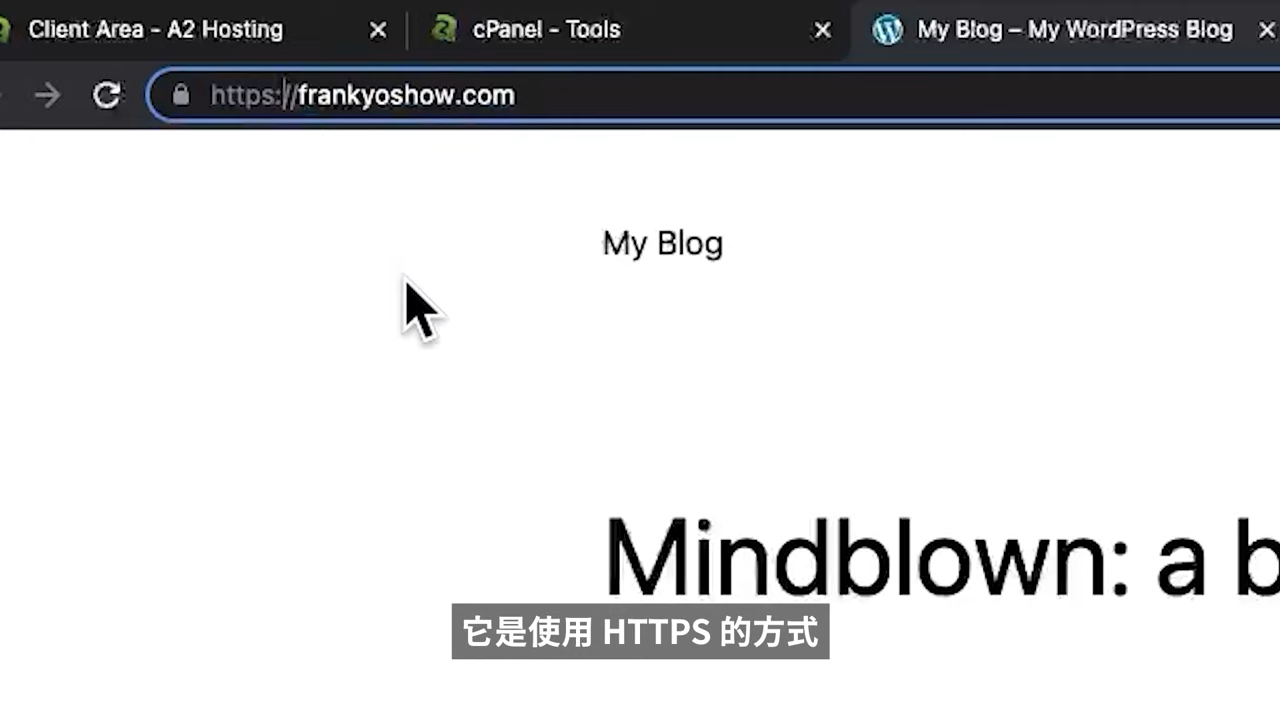 Client Area - A2 Hosting
cPanel - Tools
My Blog – My WordPress Blog
https://frankyoshow.com
My Blog
Mindblown: a b
它是使用 HTTPS 的方式